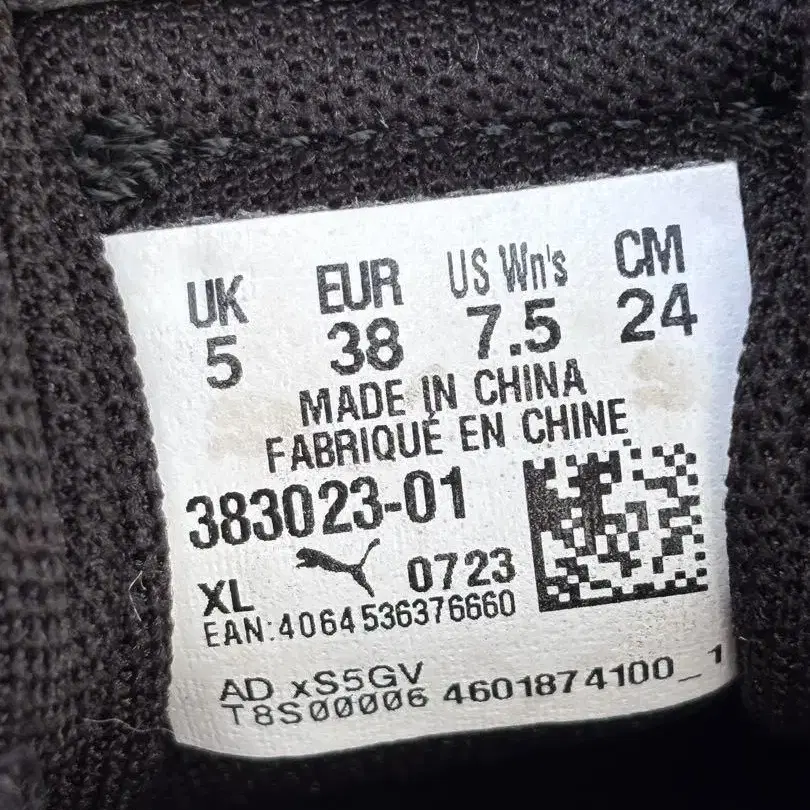 UK EUR US Wn's CM
5 38 7.5 24
MADE IN CHINA
FABRIQUÉ EN CHINE
383023-01
XL 0723
EAN:4064536376660
AD xS5GV
T8S00006 4601874100_1